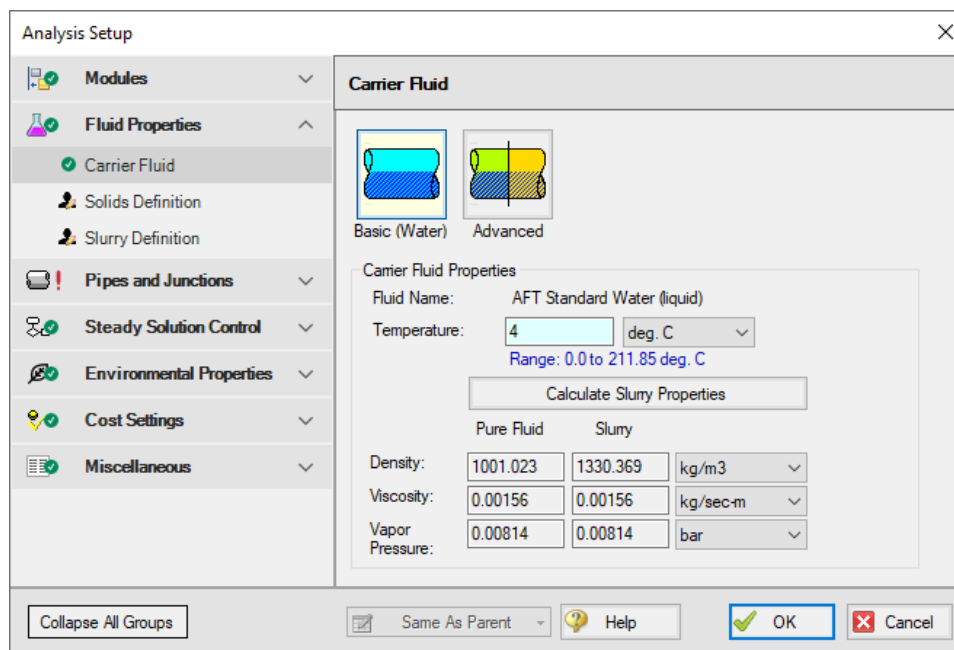 Analysis Setup
Modules
Fluid Properties
Carrier Fluid
Solids Definition
Slurry Definition
Pipes and Junctions
Steady Solution Control
Environmental Properties
Cost Settings
Miscellaneous
Collapse All Groups
Carrier Fluid
Basic (Water) Advanced
Carrier Fluid Properties
Fluid Name: AFT Standard Water (liquid)
Temperature: 4 deg. C
Range: 0.0 to 211.85 deg. C
Calculate Slurry Properties
Pure Fluid Slurry
Density: 1001.023 1330.369 kg/m3
Viscosity: 0.00156 0.00156 kg/sec-m
Vapor
Pressure: 0.00814 0.00814 bar
Same As Parent Help OK Cancel